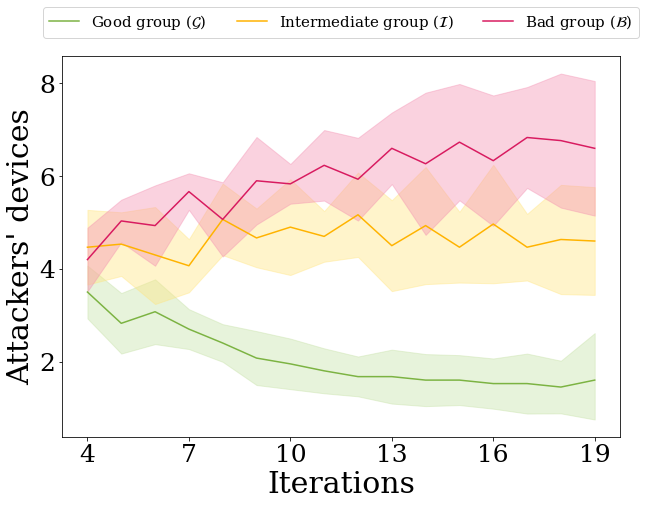 Good group (𝒢) Intermediate group (ℐ) Bad group (ℬ)
Attackers' devices
8
6
4
2
4 7 10 13 16 19
Iterations